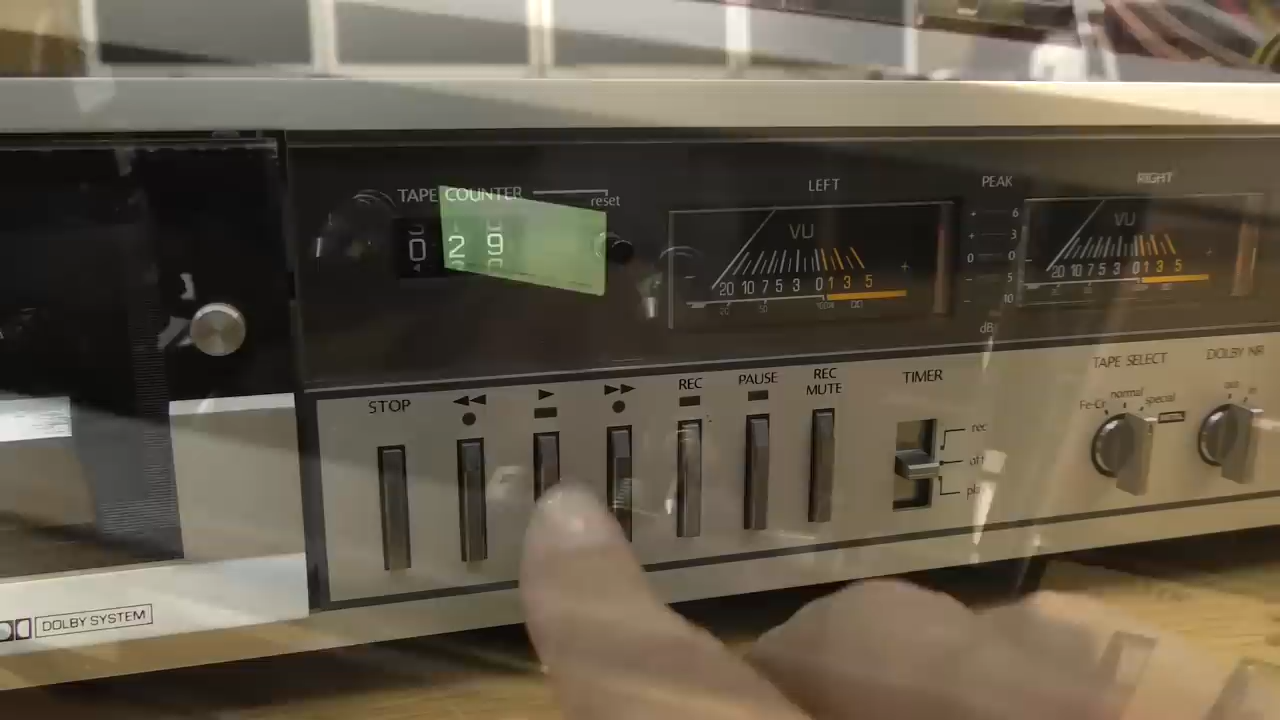 TAPE COUNTER
reset
0 2 9
LEFT
VU
20 10 7 5 3 0 1 3 5
PEAK
6
3
0 0
5
10
dB
RIGHT
VU
20 10 7 5 3 0 1 3 5
STOP
REC
PAUSE
REC
MUTE
TIMER
rec
off
TAPE SELECT
Fe-Cr
normal
special
DOLBY NR
DOLBY SYSTEM